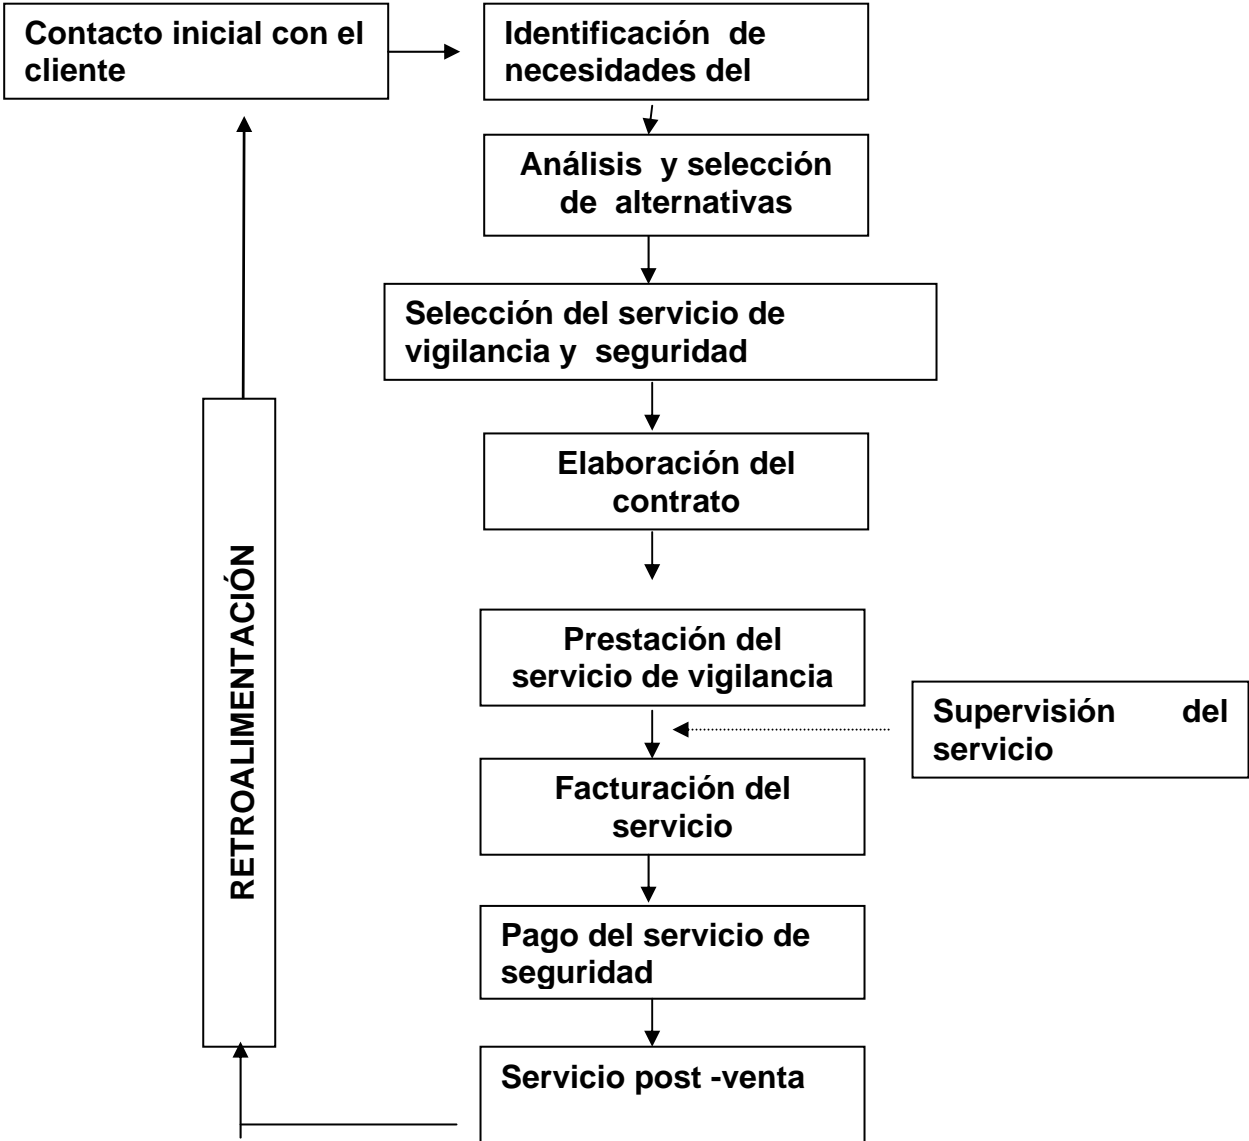 Contacto inicial con el
cliente
Identificación de
necesidades del
Análisis y selección
de alternativas
Selección del servicio de
vigilancia y seguridad
Elaboración del
contrato
RETROALIMENTACIÓN
Prestación del
servicio de vigilancia
Supervisión del
servicio
Facturación del
servicio
Pago del servicio de
seguridad
Servicio post -venta